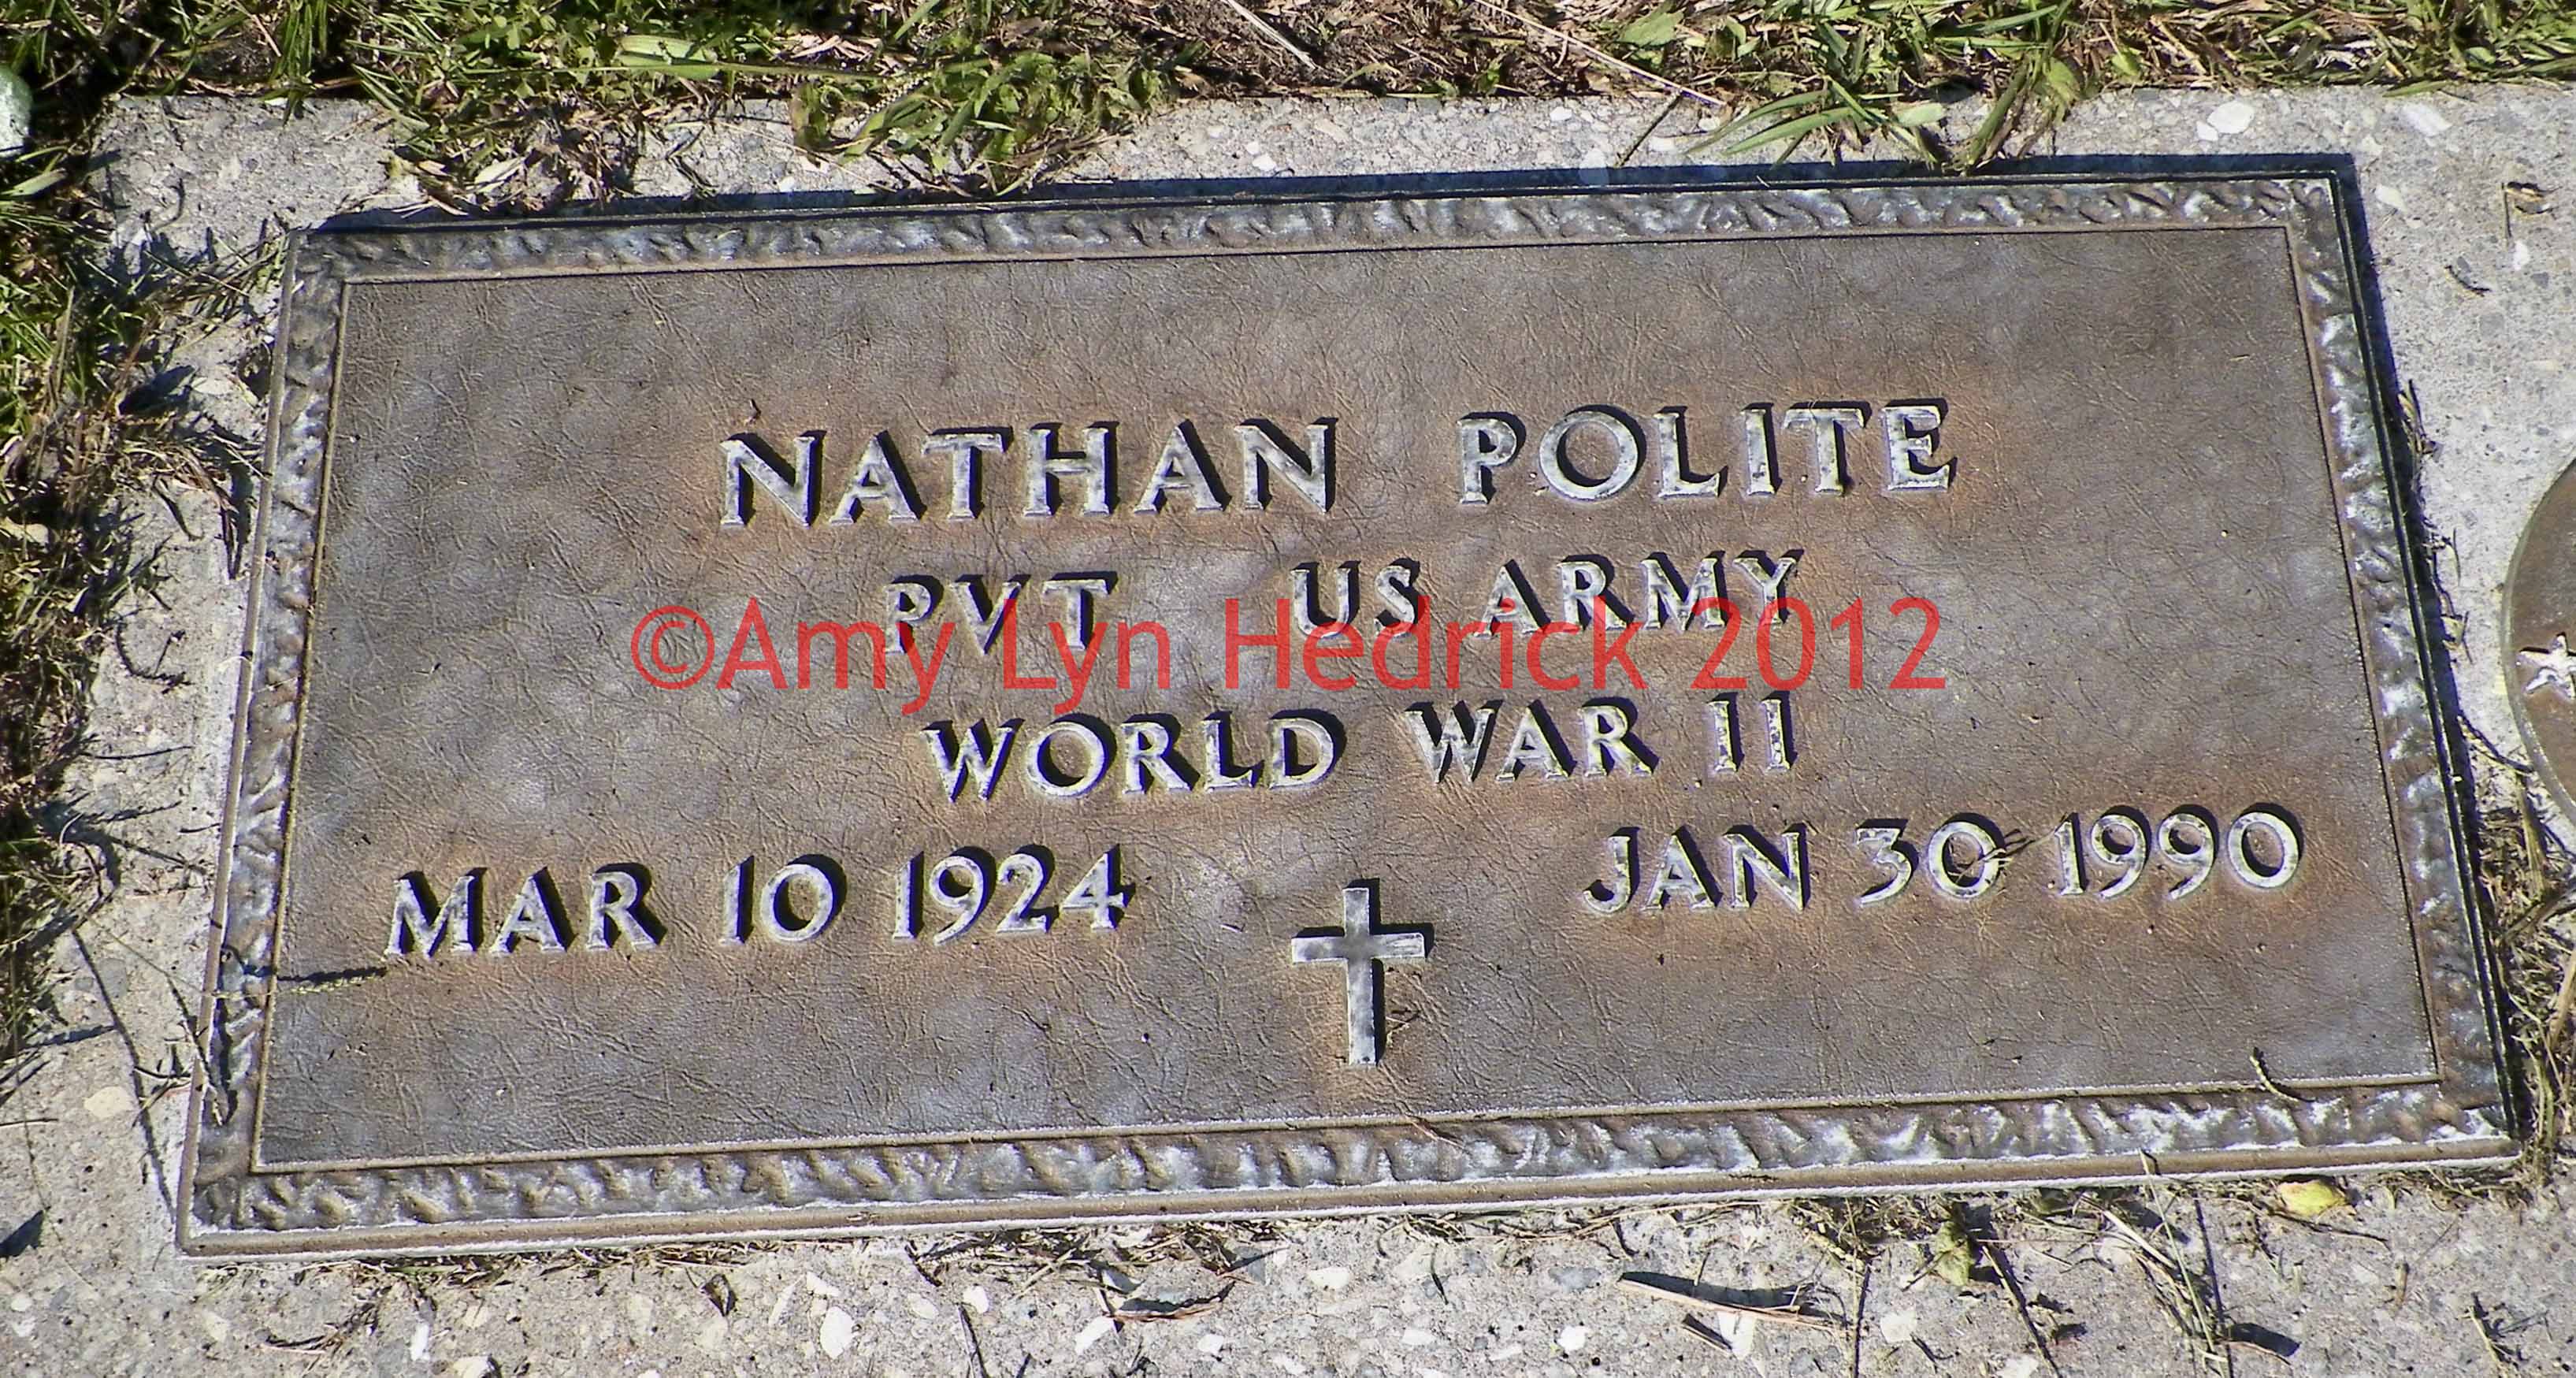 NATHAN POLITE
PVT US ARMY
©Amy Lyn Hedrick 2012
WORLD WAR II
MAR 10 1924 JAN 30 1990